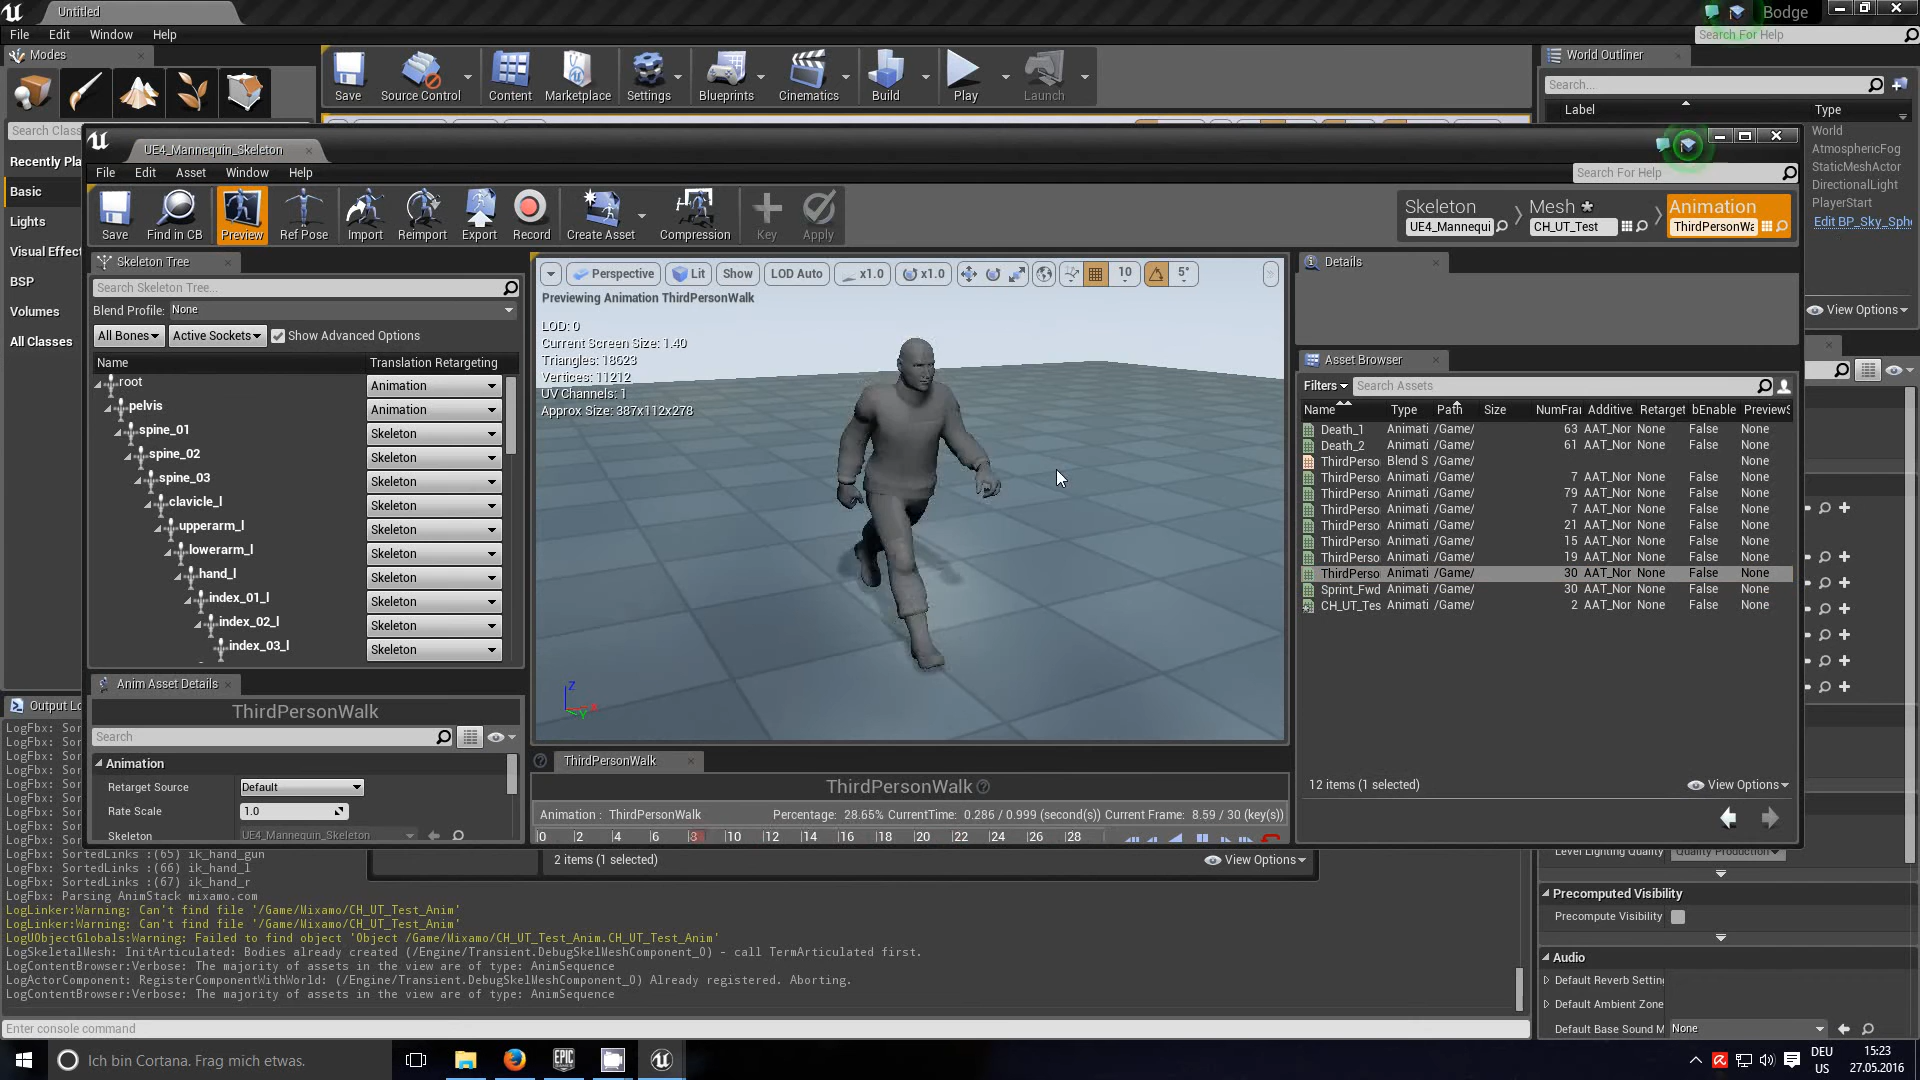 Untitled
Bodge
File Edit Window Help
Search For Help
Modes
Save Source Control Content Marketplace Settings Blueprints Cinematics Build Play Launch
World Outliner
Search...
Label Type
Search Clas
Recently Pla
Basic
Lights
Visual Effect
BSP
Volumes
All Classes
World
AtmosphericFog
StaticMeshActor
DirectionalLight
PlayerStart
Edit BP_Sky_Sphe
View Options
UE4_Mannequin_Skeleton
File Edit Asset Window Help
Search For Help
Save Find in CB Preview Ref Pose Import Reimport Export Record Create Asset Compression Key Apply
Skeleton Mesh * Animation
UE4_Mannequi CH_UT_Test ThirdPersonWa
Skeleton Tree
Search Skeleton Tree...
Blend Profile: None
All Bones Active Sockets Show Advanced Options
Name Translation Retargeting
root Animation
pelvis Animation
spine_01 Skeleton
spine_02 Skeleton
spine_03 Skeleton
clavicle_l Skeleton
upperarm_l Skeleton
lowerarm_l Skeleton
hand_l Skeleton
index_01_l Skeleton
index_02_l Skeleton
index_03_l Skeleton
Perspective Lit Show LOD Auto x1.0 x1.0 10 5°
Previewing Animation ThirdPersonWalk
LOD: 0
Current Screen Size: 1.40
Triangles: 18623
Vertices: 11212
UV Channels: 1
Approx Size: 387x112x278
Z
X
Y
Details
Asset Browser
Filters Search Assets
Name Type Path Size NumFrai Additive Retarget bEnable PreviewS
Death_1 Animati /Game/ 63 AAT_Nor None False None
Death_2 Animati /Game/ 61 AAT_Nor None False None
ThirdPerso Blend S /Game/ None
ThirdPerso Animati /Game/ 7 AAT_Nor None False None
ThirdPerso Animati /Game/ 79 AAT_Nor None False None
ThirdPerso Animati /Game/ 7 AAT_Nor None False None
ThirdPerso Animati /Game/ 21 AAT_Nor None False None
ThirdPerso Animati /Game/ 15 AAT_Nor None False None
ThirdPerso Animati /Game/ 19 AAT_Nor None False None
ThirdPerso Animati /Game/ 30 AAT_Nor None False None
Sprint_Fwd Animati /Game/ 30 AAT_Nor None False None
CH_UT_Tes Animati /Game/ 2 AAT_Nor None False None
12 items (1 selected) View Options
Anim Asset Details
ThirdPersonWalk
Search
Animation
Retarget Source Default
Rate Scale 1.0
Skeleton UE4_Mannequin_Skeleton
ThirdPersonWalk
ThirdPersonWalk
Animation : ThirdPersonWalk Percentage: 28.65% CurrentTime: 0.286 / 0.999 (second(s)) Current Frame: 8.59 / 30 (key(s))
0 2 4 6 8 10 12 14 16 18 20 22 24 26 28
2 items (1 selected) View Options
Output Lo
LogFbx: Sor
LogFbx: Sor
LogFbx: Sor
LogFbx: Sor
LogFbx: Sor
LogFbx: Sor
LogFbx: Sor
LogFbx: Sor
LogFbx: Sor
LogFbx: SortedLinks :(65) ik_hand_gun
LogFbx: SortedLinks :(66) ik_hand_l
LogFbx: SortedLinks :(67) ik_hand_r
LogFbx: Parsing AnimStack mixamo.com
LogLinker:Warning: Can't find file '/Game/Mixamo/CH_UT_Test_Anim'
LogLinker:Warning: Can't find file '/Game/Mixamo/CH_UT_Test_Anim'
LogUObjectGlobals:Warning: Failed to find object 'Object /Game/Mixamo/CH_UT_Test_Anim.CH_UT_Test_Anim'
LogSkeletalMesh: InitArticulated: Bodies already created (/Engine/Transient.DebugSkelMeshComponent_0) - call TermArticulated first.
LogContentBrowser:Verbose: The majority of assets in the view are of type: AnimSequence
LogActorComponent: RegisterComponentWithWorld: (/Engine/Transient.DebugSkelMeshComponent_0) Already registered. Aborting.
LogContentBrowser:Verbose: The majority of assets in the view are of type: AnimSequence
Enter console command
Level Lighting Quality Quality Production
Precomputed Visibility
Precompute Visibility
Audio
Default Reverb Setting
Default Ambient Zone
Default Base Sound M None
Ich bin Cortana. Frag mich etwas.
EPIC GAMES
DEU
US
15:23
27.05.2016